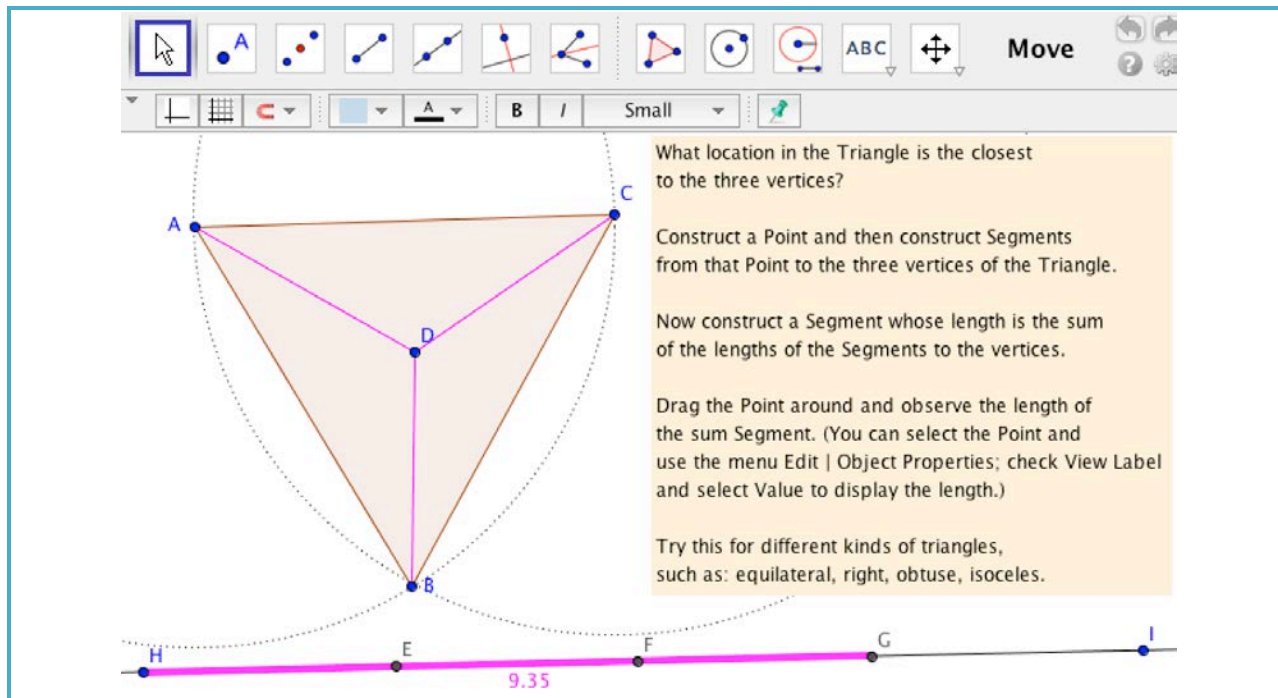 A
ABC
Move
A
B
I
Small
What location in the Triangle is the closest
to the three vertices?
Construct a Point and then construct Segments
from that Point to the three vertices of the Triangle.
Now construct a Segment whose length is the sum
of the lengths of the Segments to the vertices.
Drag the Point around and observe the length of
the sum Segment. (You can select the Point and
use the menu Edit | Object Properties; check View Label
and select Value to display the length.)
Try this for different kinds of triangles,
such as: equilateral, right, obtuse, isoceles.
A
C
D
B
H
E
F
G
I
9.35